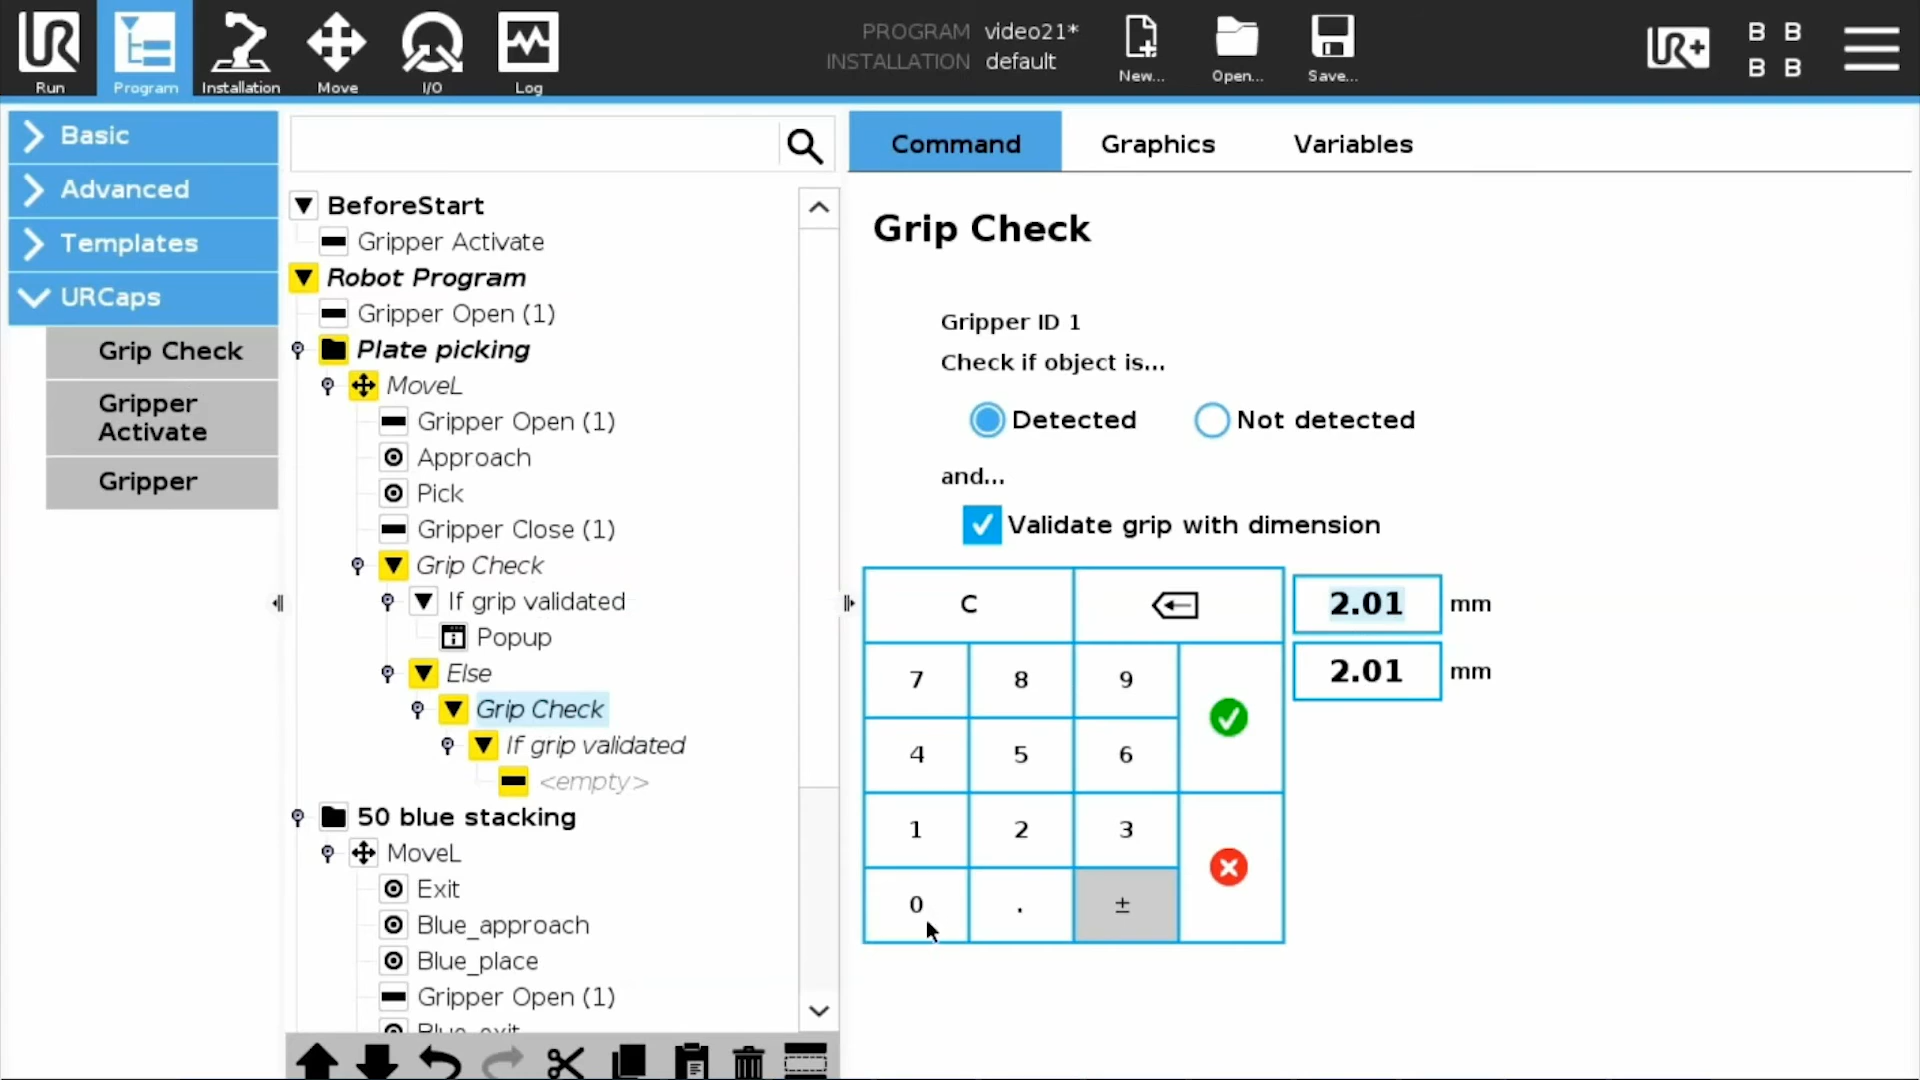 PROGRAM video21*
INSTALLATION default
Run
Program
Installation
Move
I/O
Log
New...
Open...
Save...
UR+
B B
B B
Basic
Advanced
Templates
URCaps
Grip Check
Gripper
Activate
Gripper
BeforeStart
Gripper Activate
Robot Program
Gripper Open (1)
Plate picking
MoveL
Gripper Open (1)
Approach
Pick
Gripper Close (1)
Grip Check
If grip validated
Popup
Else
Grip Check
If grip validated
<empty>
50 blue stacking
MoveL
Exit
Blue_approach
Blue_place
Gripper Open (1)
Blue_exit
Command Graphics Variables
Grip Check
Gripper ID 1
Check if object is...
Detected Not detected
and...
Validate grip with dimension
C 2.01 mm
2.01 mm
7 8 9
4 5 6
1 2 3
0 . ±